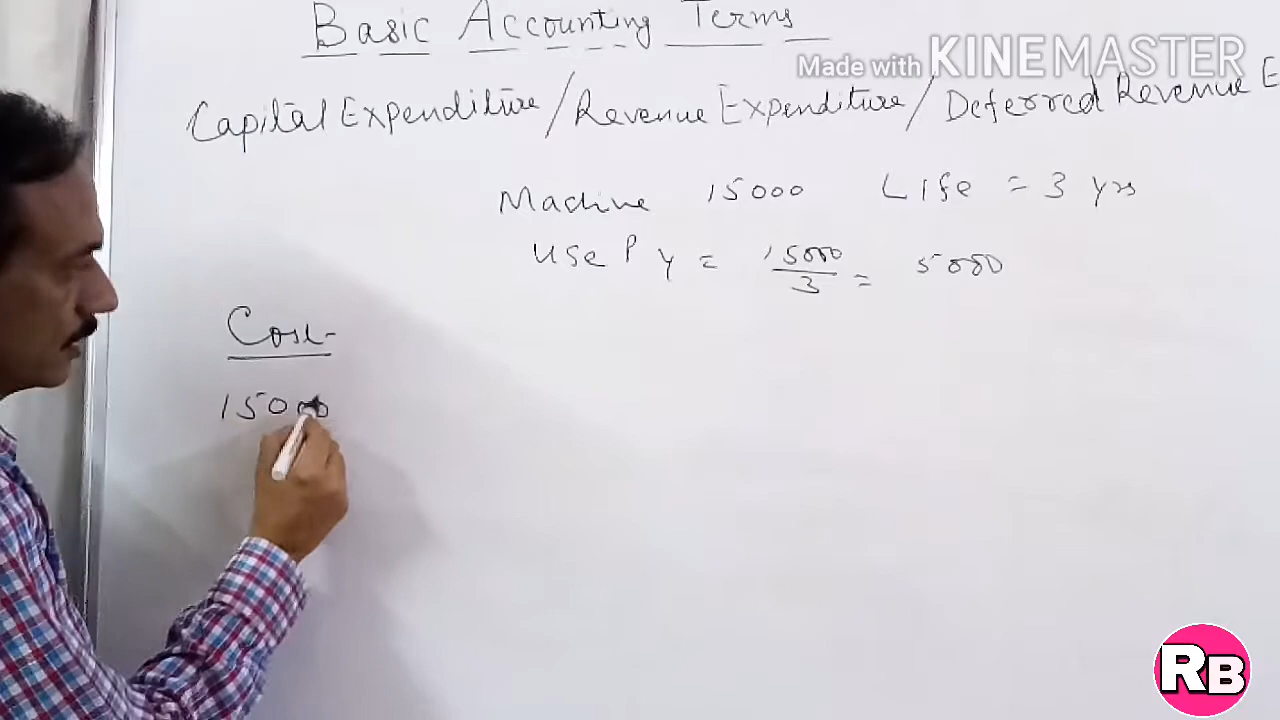 Basic Accounting Terms
Made with KINEMASTER
Capital Expenditure / Revenue Expenditure / Deferred Revenue E
Machine 15000 Life = 3 yrs
Use P y = 15000/3 = 5000
Cost
15000
RB